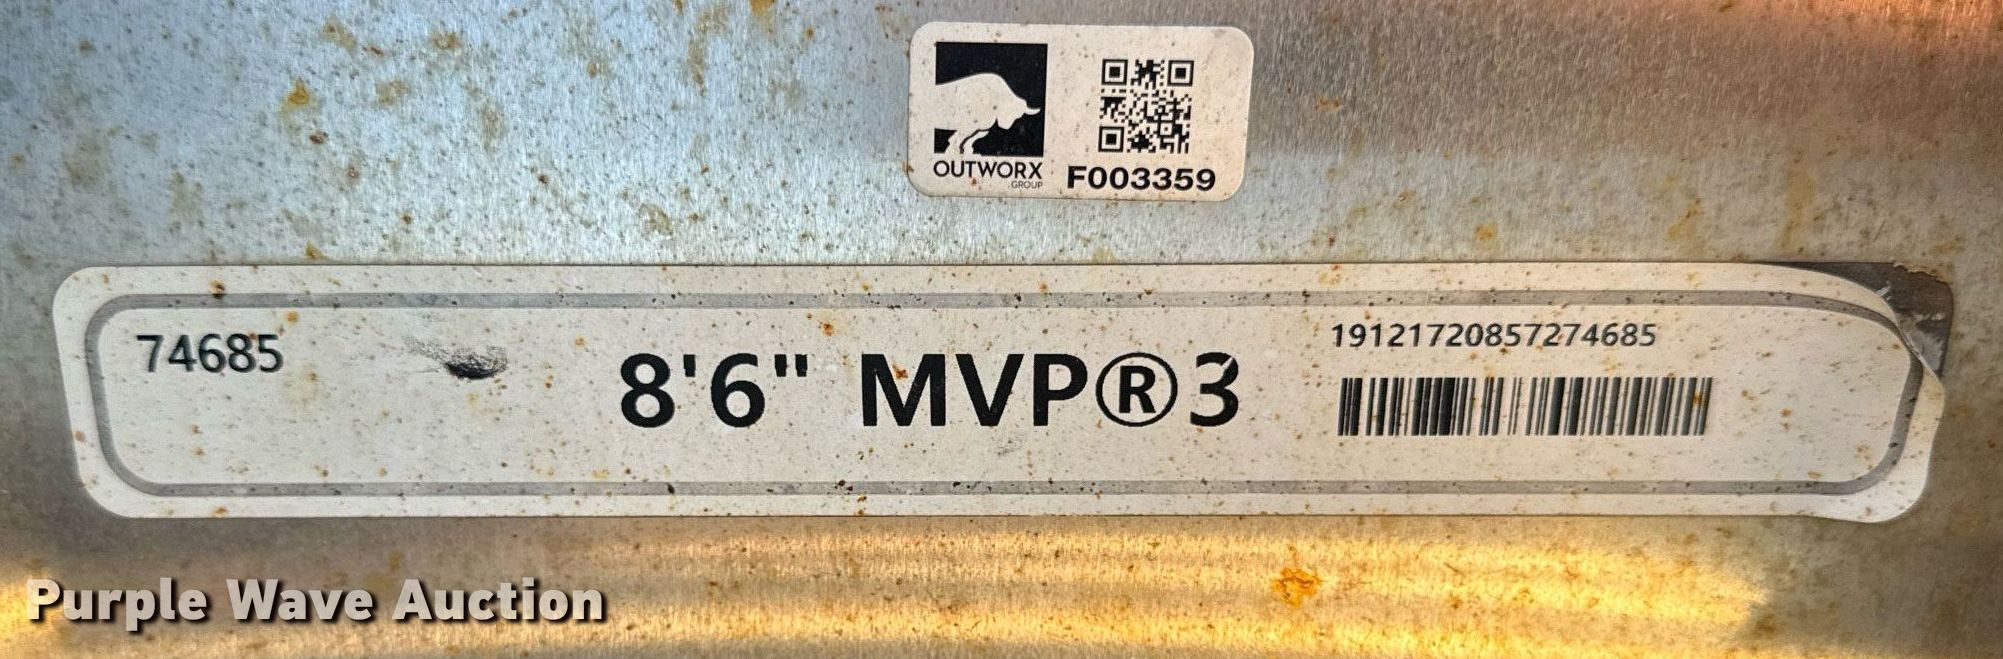 OUTWORX
GROUP
F003359
74685
8'6" MVP®3
19121720857274685
Purple Wave Auction